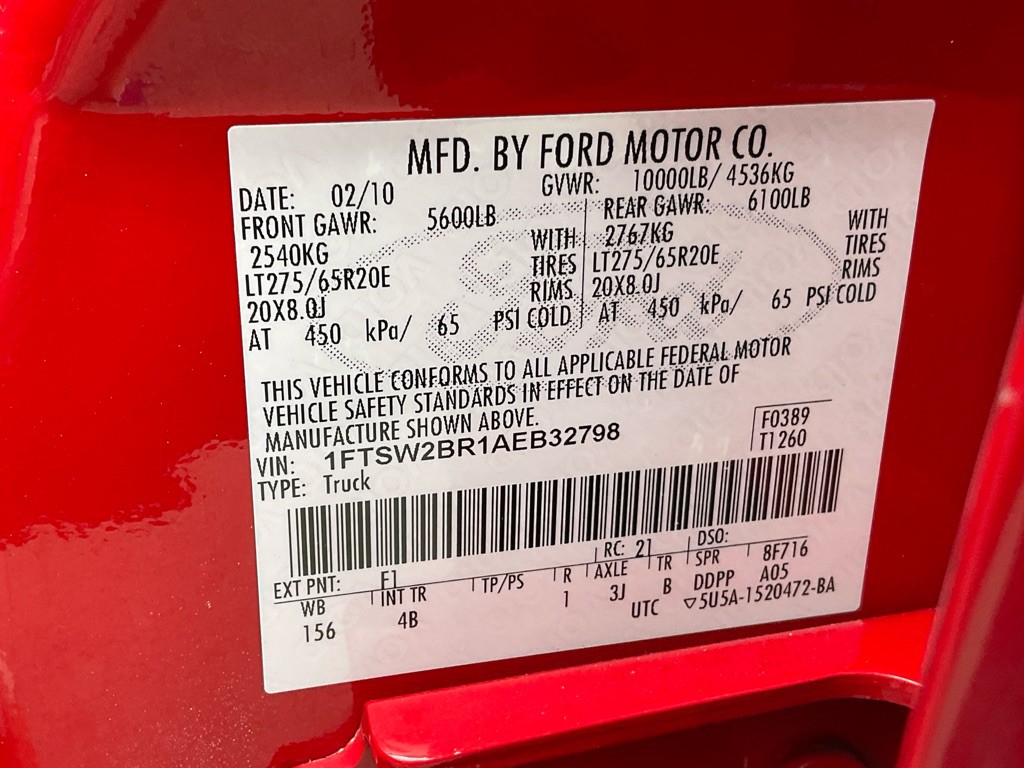 MFD. BY FORD MOTOR CO.
DATE: 02/10 GVWR: 10000LB/ 4536KG
FRONT GAWR: 5600LB REAR GAWR: 6100LB
2540KG WITH 2767KG WITH
LT275/65R20E TIRES LT275/65R20E TIRES
20X8.0J RIMS 20X8.0J RIMS
AT 450 kPa/ 65 PSI COLD AT 450 kPa/ 65 PSI COLD
THIS VEHICLE CONFORMS TO ALL APPLICABLE FEDERAL MOTOR
VEHICLE SAFETY STANDARDS IN EFFECT ON THE DATE OF
MANUFACTURE SHOWN ABOVE.
F0389
VIN: 1FTSW2BR1AEB32798
T1260
TYPE: Truck
EXT PNT: F1 RC: 21 DSO:
WB INT TR TP/PS R AXLE TR SPR 8F716
156 4B 1 3J B DDPP A05
UTC ▽5U5A-1520472-BA